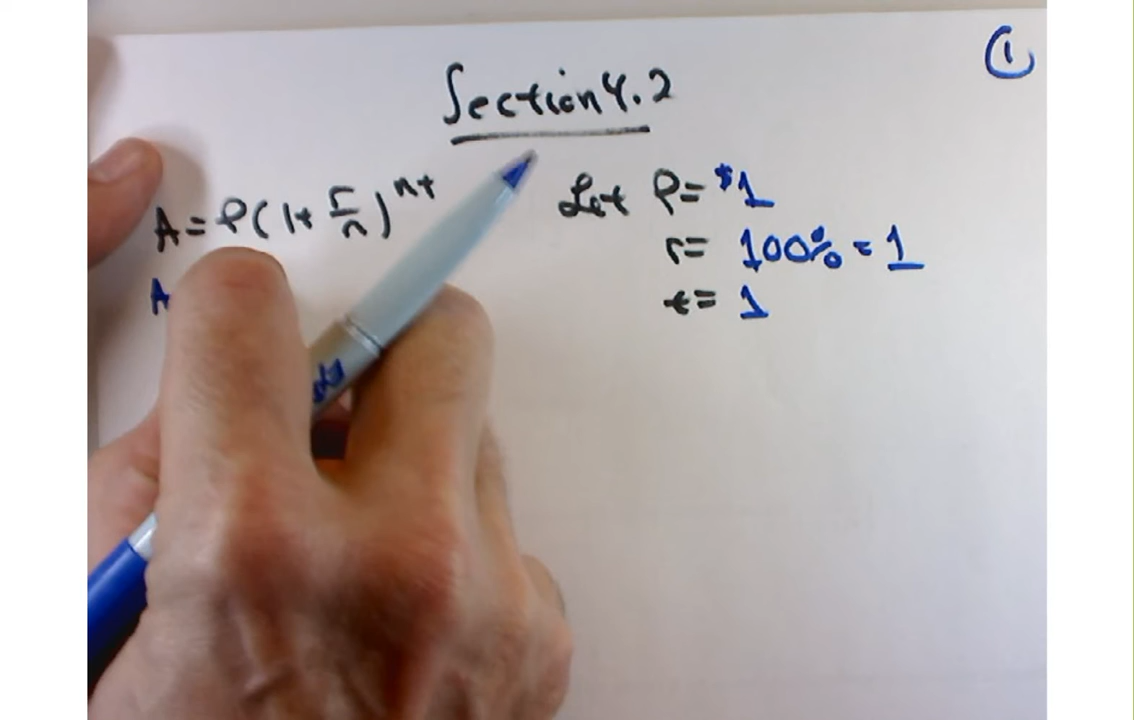 ①
Section 4.2
A = P(1+ r/n)^nt
Let P= $1
r= 100% = 1
t= 1
A